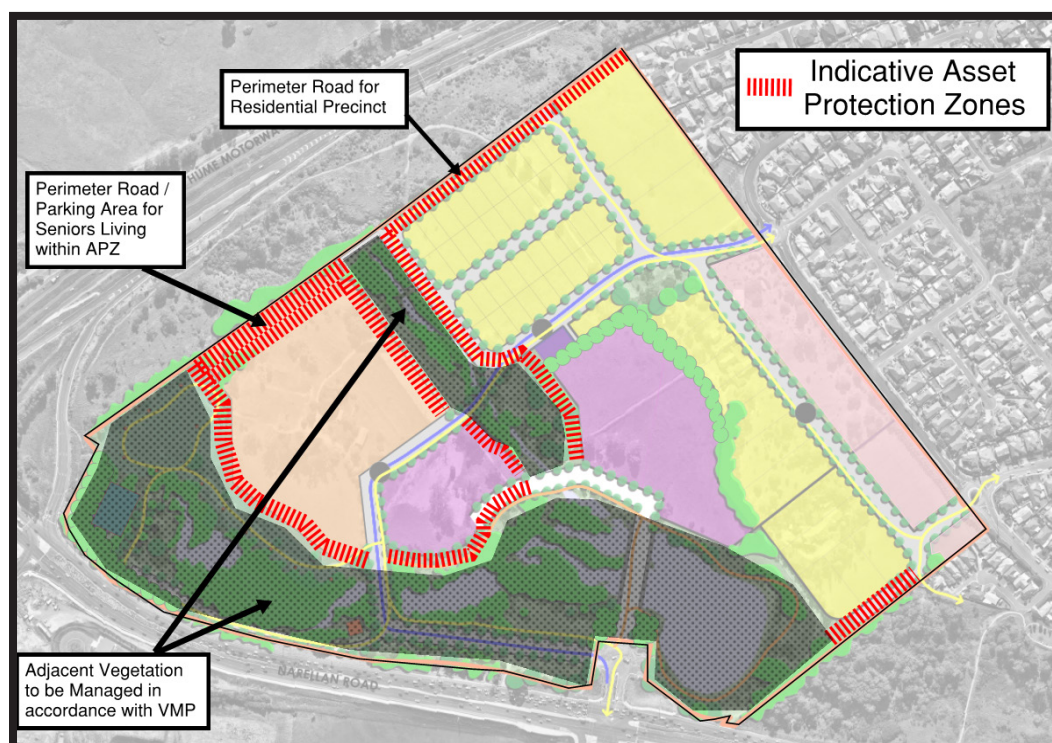 Indicative Asset
Protection Zones
Perimeter Road for
Residential Precinct
HUME MOTORWAY
Perimeter Road /
Parking Area for
Seniors Living
within APZ
Adjacent Vegetation
to be Managed in
accordance with VMP
NARELLAN ROAD